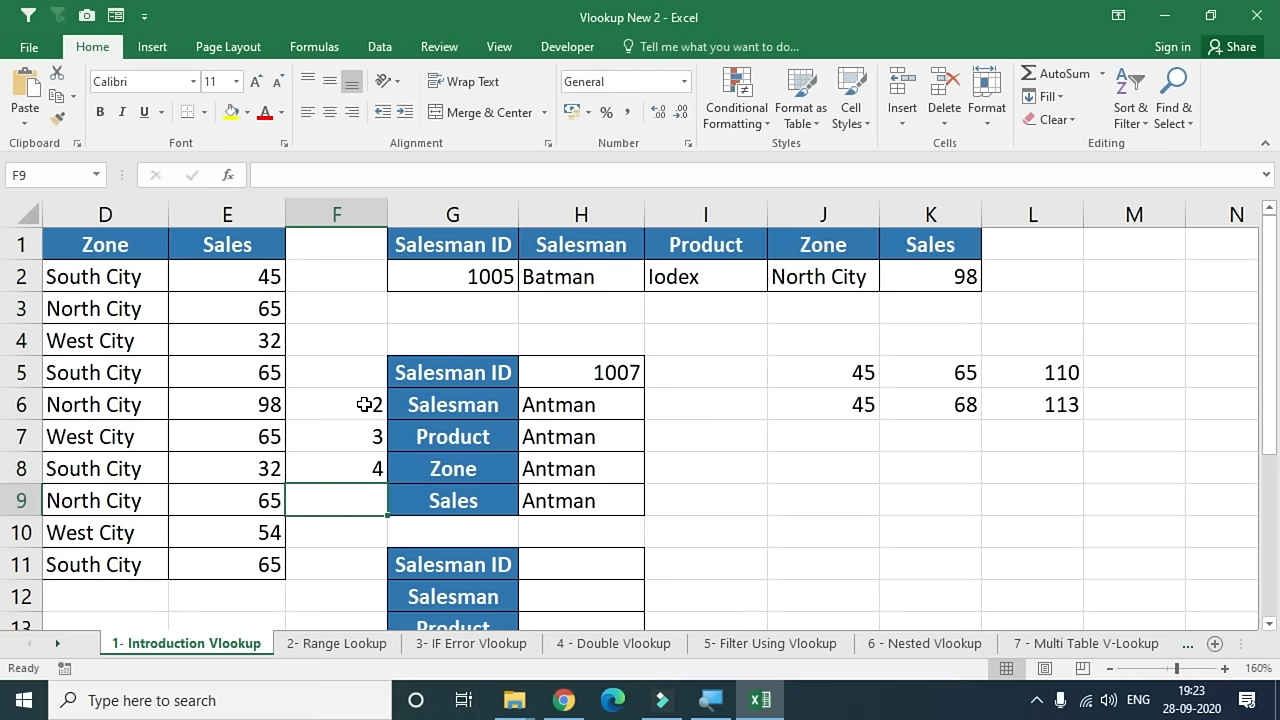 Vlookup New 2 - Excel
File Home Insert Page Layout Formulas Data Review View Developer Tell me what you want to do... Sign in Share
Paste
Clipboard
Calibri 11
B I U
Font
Wrap Text
Merge & Center
Alignment
General
%
Number
Conditional Formatting
Format as Table
Cell Styles
Styles
Insert Delete Format
Cells
AutoSum
Fill
Clear
Sort & Filter
Find & Select
Editing
F9 fx
D E F G H I J K L M N
1 Zone Sales Salesman ID Salesman Product Zone Sales
2 South City 45 1005 Batman Iodex North City 98
3 North City 65
4 West City 32
5 South City 65 Salesman ID 1007 45 65 110
6 North City 98 2 Salesman Antman 45 68 113
7 West City 65 3 Product Antman
8 South City 32 4 Zone Antman
9 North City 65 Sales Antman
10 West City 54
11 South City 65 Salesman ID
12 Salesman
13 Product
1- Introduction Vlookup 2- Range Lookup 3- IF Error Vlookup 4 - Double Vlookup 5- Filter Using Vlookup 6 - Nested Vlookup 7 - Multi Table V-Lookup ...
Ready 160%
Type here to search ENG 19:23
28-09-2020